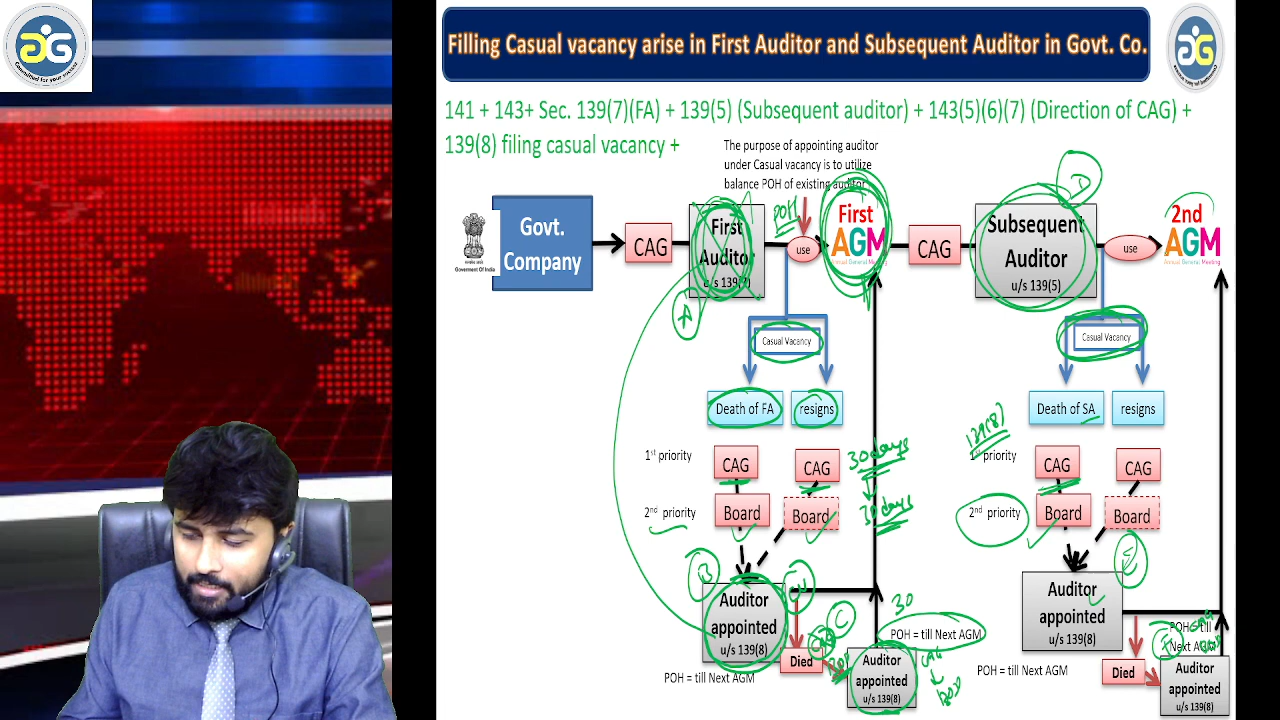 Filling Casual vacancy arise in First Auditor and Subsequent Auditor in Govt. Co.
141 + 143+ Sec. 139(7)(FA) + 139(5) (Subsequent auditor) + 143(5)(6)(7) (Direction of CAG) +
139(8) filing casual vacancy +
The purpose of appointing auditor
under Casual vacancy is to utilize
balance POH of existing auditor
Government Of India
Govt.
Company
CAG
First
Auditor
A
POH
use
First
AGM
Annual General Meeting
CAG
Subsequent
Auditor
u/s 139(5)
D
use
2nd
AGM
Annual General Meeting
Casual Vacancy
Death of FA
resigns
1st priority
CAG
CAG
30 days
30 days
2nd priority
Board
Board
B
Auditor
appointed
u/s 139(8)
POH = till Next AGM
Died
C
30
POH = till Next AGM
Auditor
appointed
u/s 139(8)
CAG
BOD
Casual Vacancy
Death of SA
resigns
139(8)
1st priority
CAG
CAG
2nd priority
Board
Board
E
Auditor
appointed
u/s 139(8)
POH = till Next AGM
Died
POH = till
Next AGM
Auditor
appointed
u/s 139(8)